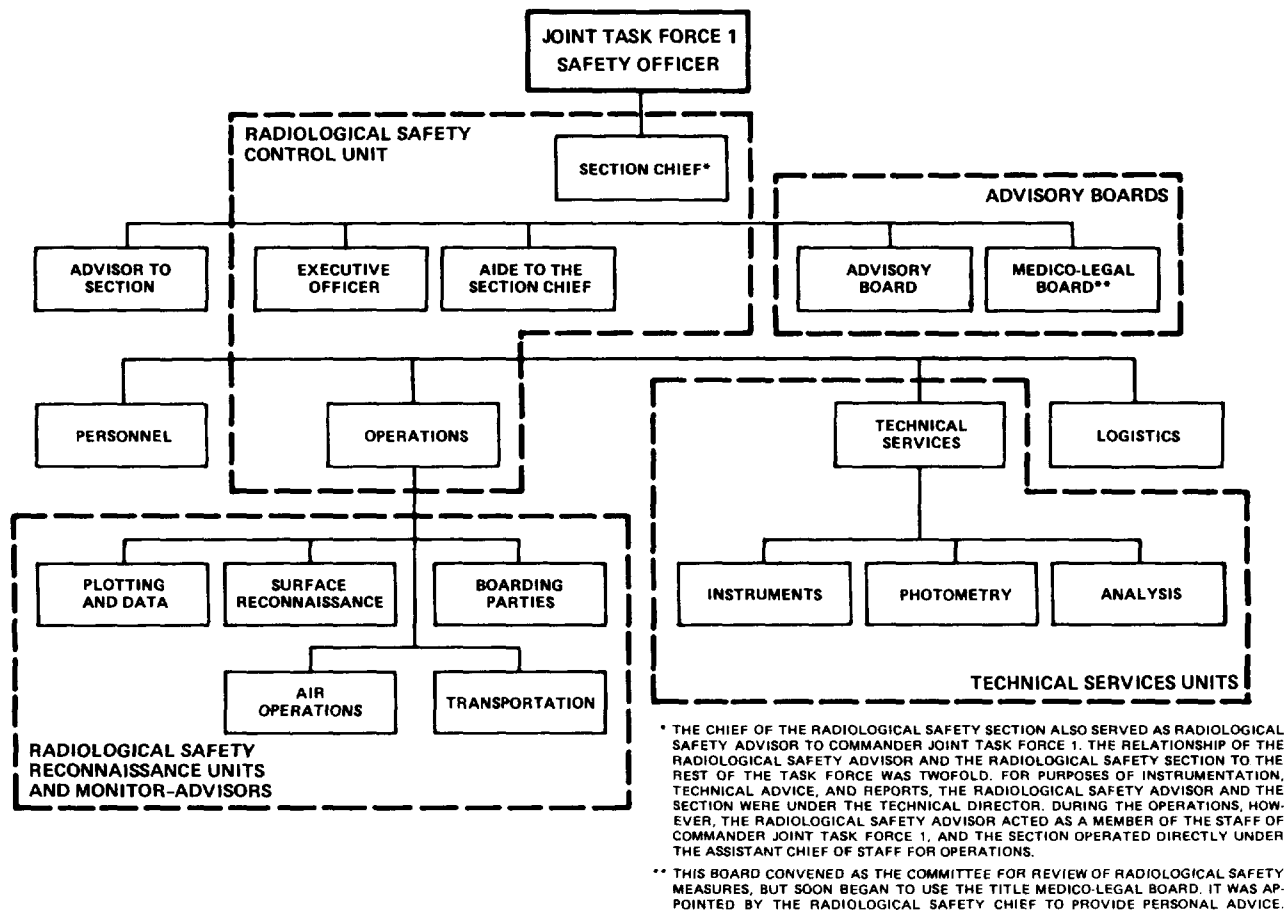 JOINT TASK FORCE 1
SAFETY OFFICER
RADIOLOGICAL SAFETY
CONTROL UNIT
SECTION CHIEF*
ADVISORY BOARDS
ADVISOR TO
SECTION
EXECUTIVE
OFFICER
AIDE TO THE
SECTION CHIEF
ADVISORY
BOARD
MEDICO-LEGAL
BOARD**
PERSONNEL
OPERATIONS
TECHNICAL
SERVICES
LOGISTICS
PLOTTING
AND DATA
SURFACE
RECONNAISSANCE
BOARDING
PARTIES
INSTRUMENTS
PHOTOMETRY
ANALYSIS
AIR
OPERATIONS
TRANSPORTATION
TECHNICAL SERVICES UNITS
RADIOLOGICAL SAFETY
RECONNAISSANCE UNITS
AND MONITOR-ADVISORS
* THE CHIEF OF THE RADIOLOGICAL SAFETY SECTION ALSO SERVED AS RADIOLOGICAL
SAFETY ADVISOR TO COMMANDER JOINT TASK FORCE 1. THE RELATIONSHIP OF THE
RADIOLOGICAL SAFETY ADVISOR AND THE RADIOLOGICAL SAFETY SECTION TO THE
REST OF THE TASK FORCE WAS TWOFOLD. FOR PURPOSES OF INSTRUMENTATION,
TECHNICAL ADVICE, AND REPORTS, THE RADIOLOGICAL SAFETY ADVISOR AND THE
SECTION WERE UNDER THE TECHNICAL DIRECTOR. DURING THE OPERATIONS, HOW-
EVER, THE RADIOLOGICAL SAFETY ADVISOR ACTED AS A MEMBER OF THE STAFF OF
COMMANDER JOINT TASK FORCE 1, AND THE SECTION OPERATED DIRECTLY UNDER
THE ASSISTANT CHIEF OF STAFF FOR OPERATIONS.
** THIS BOARD CONVENED AS THE COMMITTEE FOR REVIEW OF RADIOLOGICAL SAFETY
MEASURES, BUT SOON BEGAN TO USE THE TITLE MEDICO-LEGAL BOARD. IT WAS AP-
POINTED BY THE RADIOLOGICAL SAFETY CHIEF TO PROVIDE PERSONAL ADVICE.